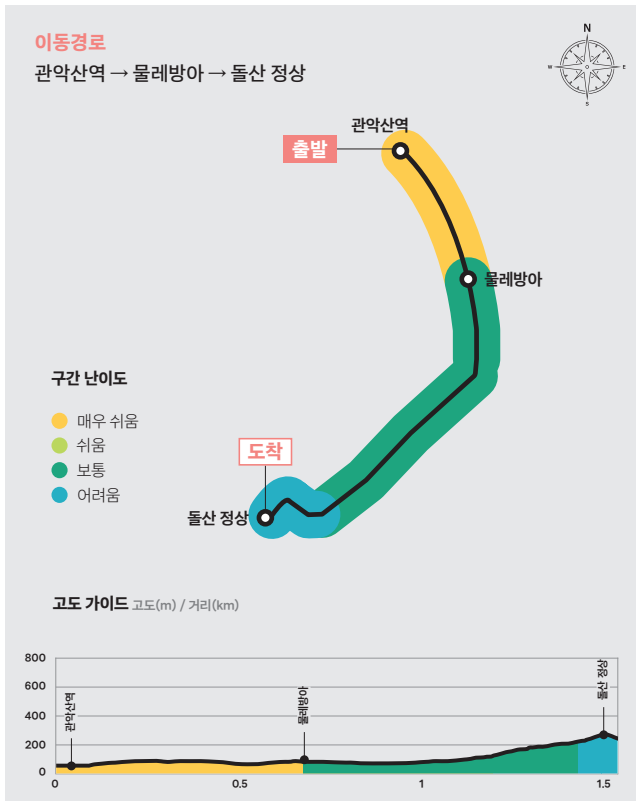 이동경로
관악산역 → 물레방아 → 돌산 정상
N
W
E
S
관악산역
출발
물레방아
구간 난이도
매우 쉬움
쉬움
보통
어려움
도착
돌산 정상
고도 가이드 고도(m) / 거리(km)
800
600
400
200
0
관악산역
물레방아
돌산 정상
0
0.5
1
1.5